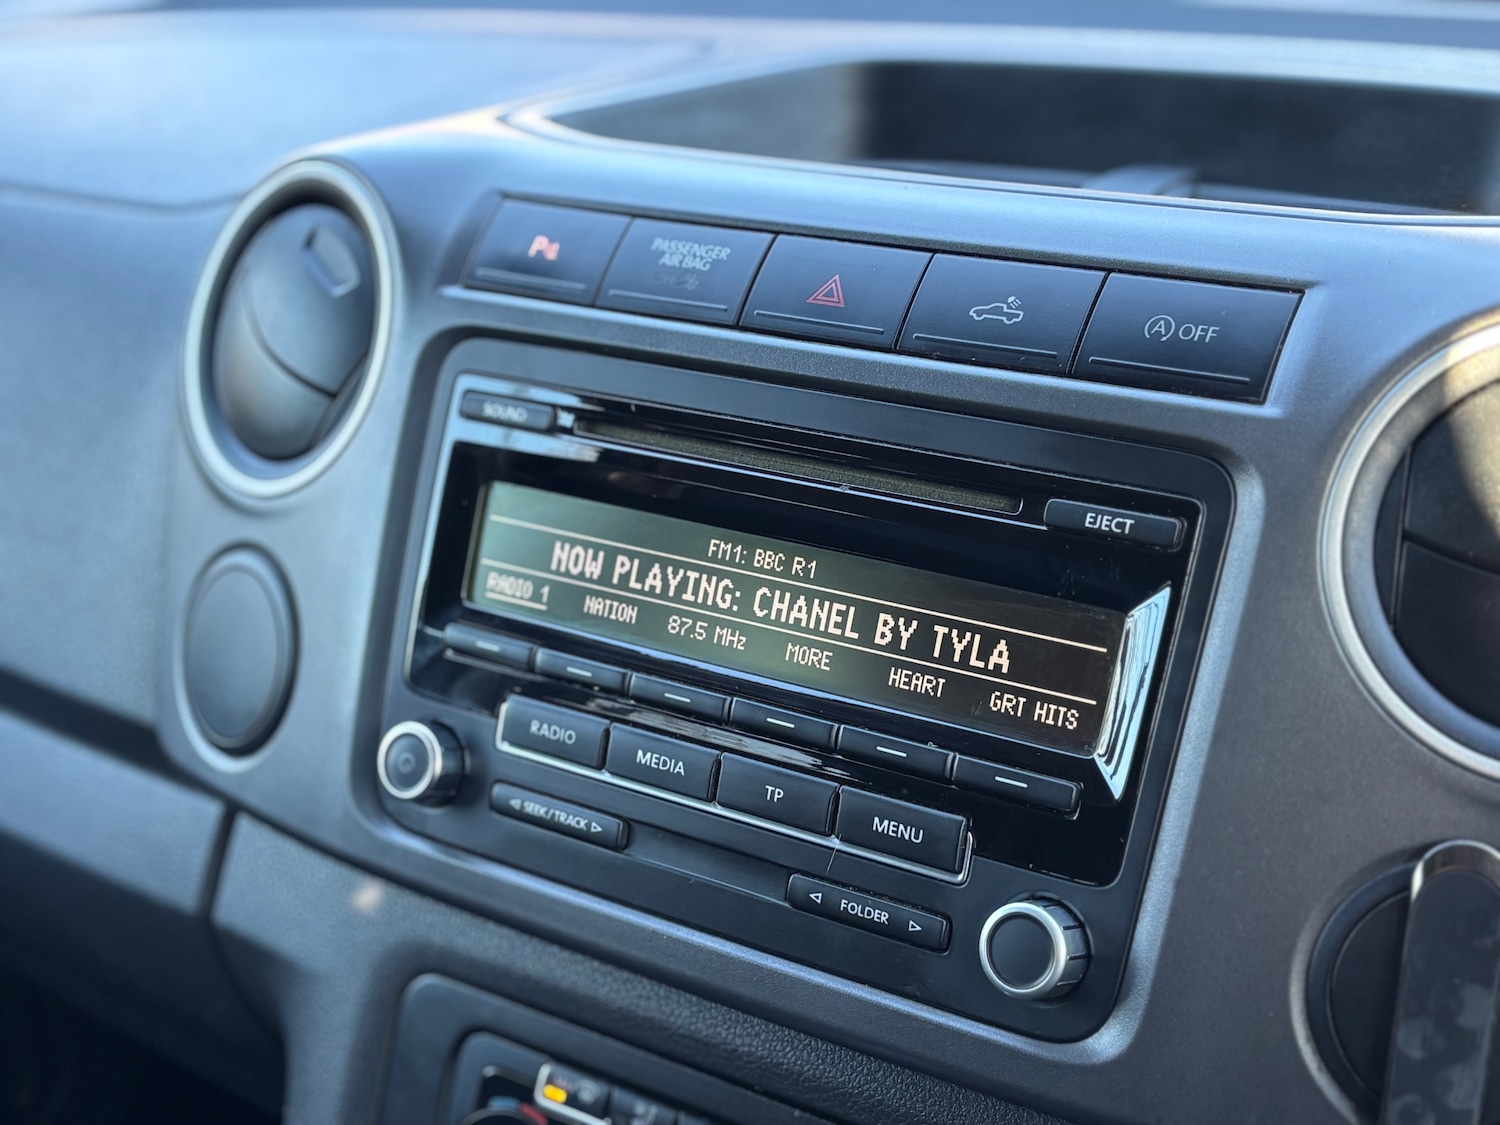 P
PASSENGER
AIR BAG
A OFF
SOUND
EJECT
FM1: BBC R1
NOW PLAYING: CHANEL BY TYLA
RADIO 1 NATION 87.5 MHz MORE HEART GRT HITS
RADIO MEDIA TP MENU
SEEK/TRACK
FOLDER